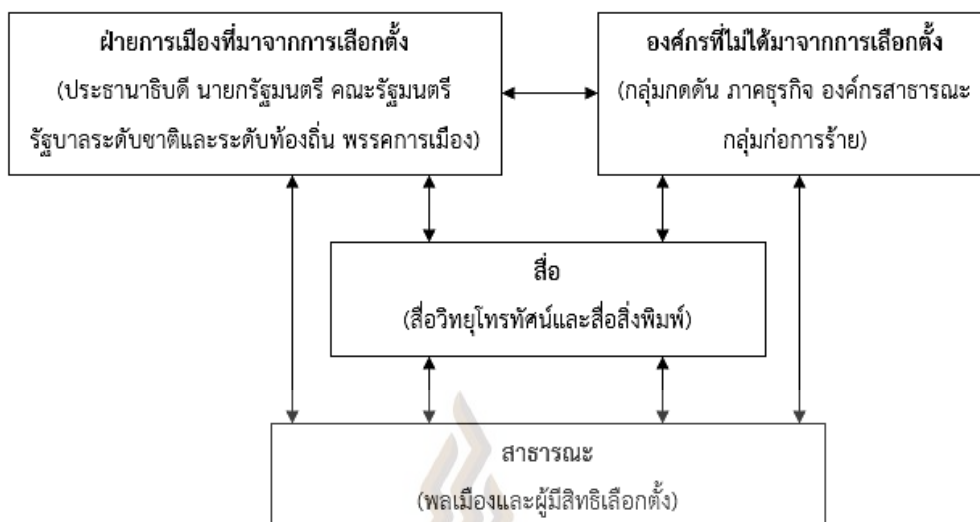 ฝ่ายการเมืองที่มาจากการเลือกตั้ง
(ประธานาธิบดี นายกรัฐมนตรี คณะรัฐมนตรี
รัฐบาลระดับชาติและระดับท้องถิ่น พรรคการเมือง)
องค์กรที่ไม่ได้มาจากการเลือกตั้ง
(กลุ่มกดดัน ภาคธุรกิจ องค์กรสาธารณะ
กลุ่มก่อการร้าย)
สื่อ
(สื่อวิทยุโทรทัศน์และสื่อสิ่งพิมพ์)
สาธารณะ
(พลเมืองและผู้มีสิทธิเลือกตั้ง)